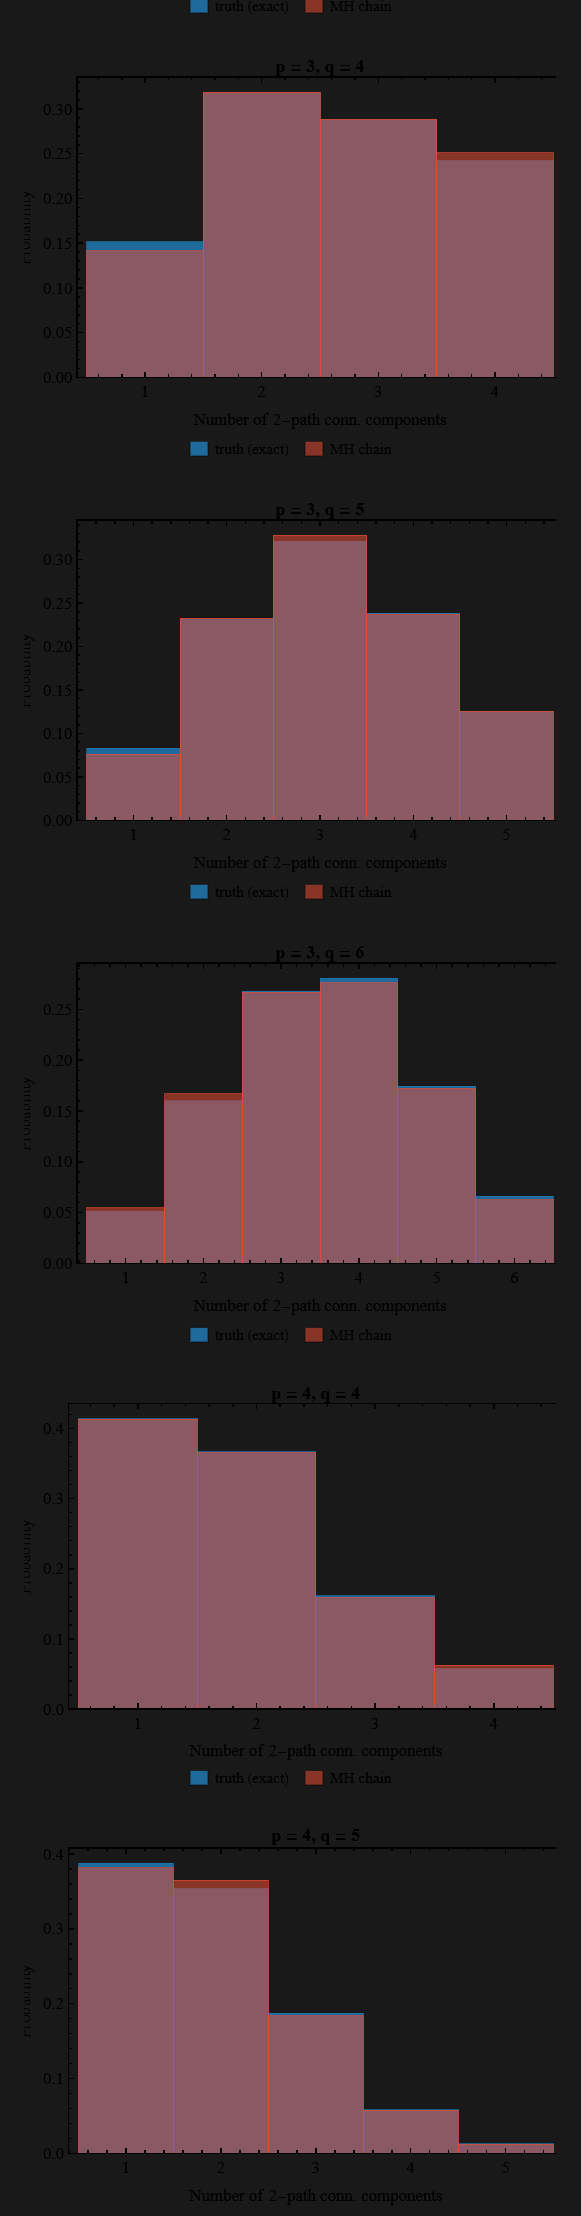 truth (exact) MH chain
p = 3, q = 4
Probability
0.30
0.25
0.20
0.15
0.10
0.05
0.00
1 2 3 4
Number of 2−path conn. components
truth (exact) MH chain
p = 3, q = 5
Probability
0.30
0.25
0.20
0.15
0.10
0.05
0.00
1 2 3 4 5
Number of 2−path conn. components
truth (exact) MH chain
p = 3, q = 6
Probability
0.25
0.20
0.15
0.10
0.05
0.00
1 2 3 4 5 6
Number of 2−path conn. components
truth (exact) MH chain
p = 4, q = 4
Probability
0.4
0.3
0.2
0.1
0.0
1 2 3 4
Number of 2−path conn. components
truth (exact) MH chain
p = 4, q = 5
Probability
0.4
0.3
0.2
0.1
0.0
1 2 3 4 5
Number of 2−path conn. components